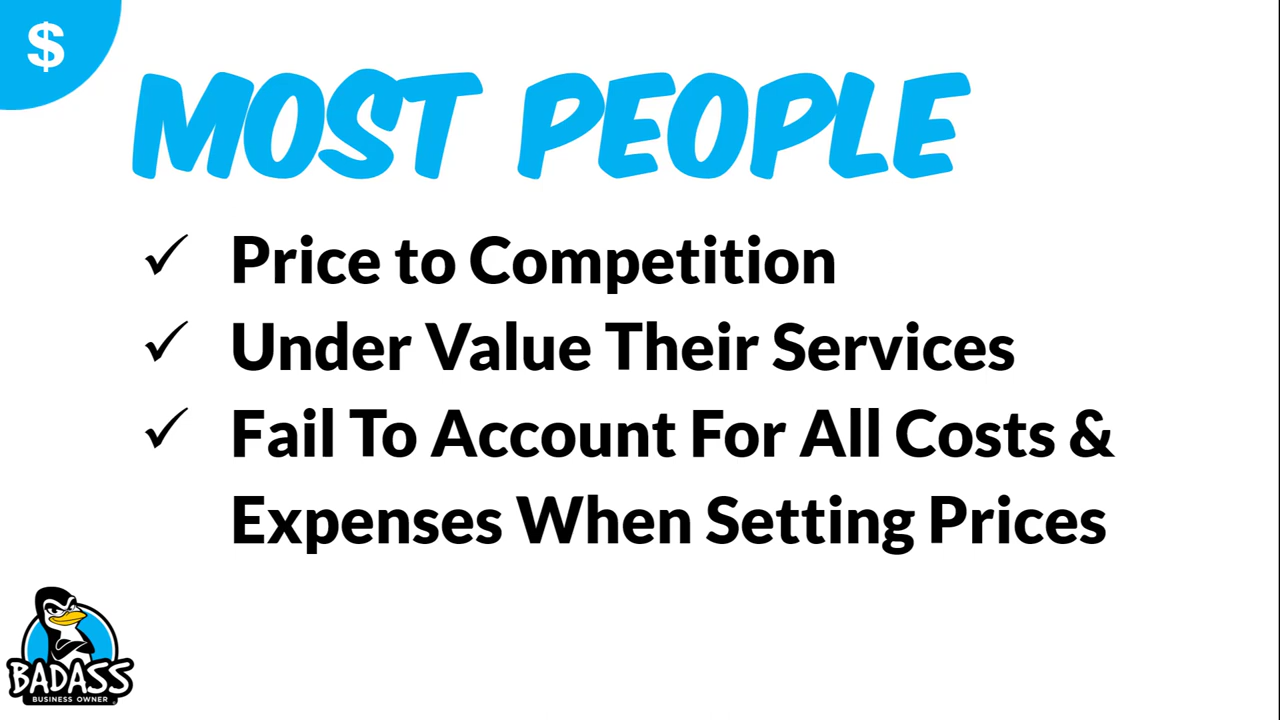 $
MOST PEOPLE
✓ Price to Competition
✓ Under Value Their Services
✓ Fail To Account For All Costs &
Expenses When Setting Prices
BADASS
BUSINESS OWNER